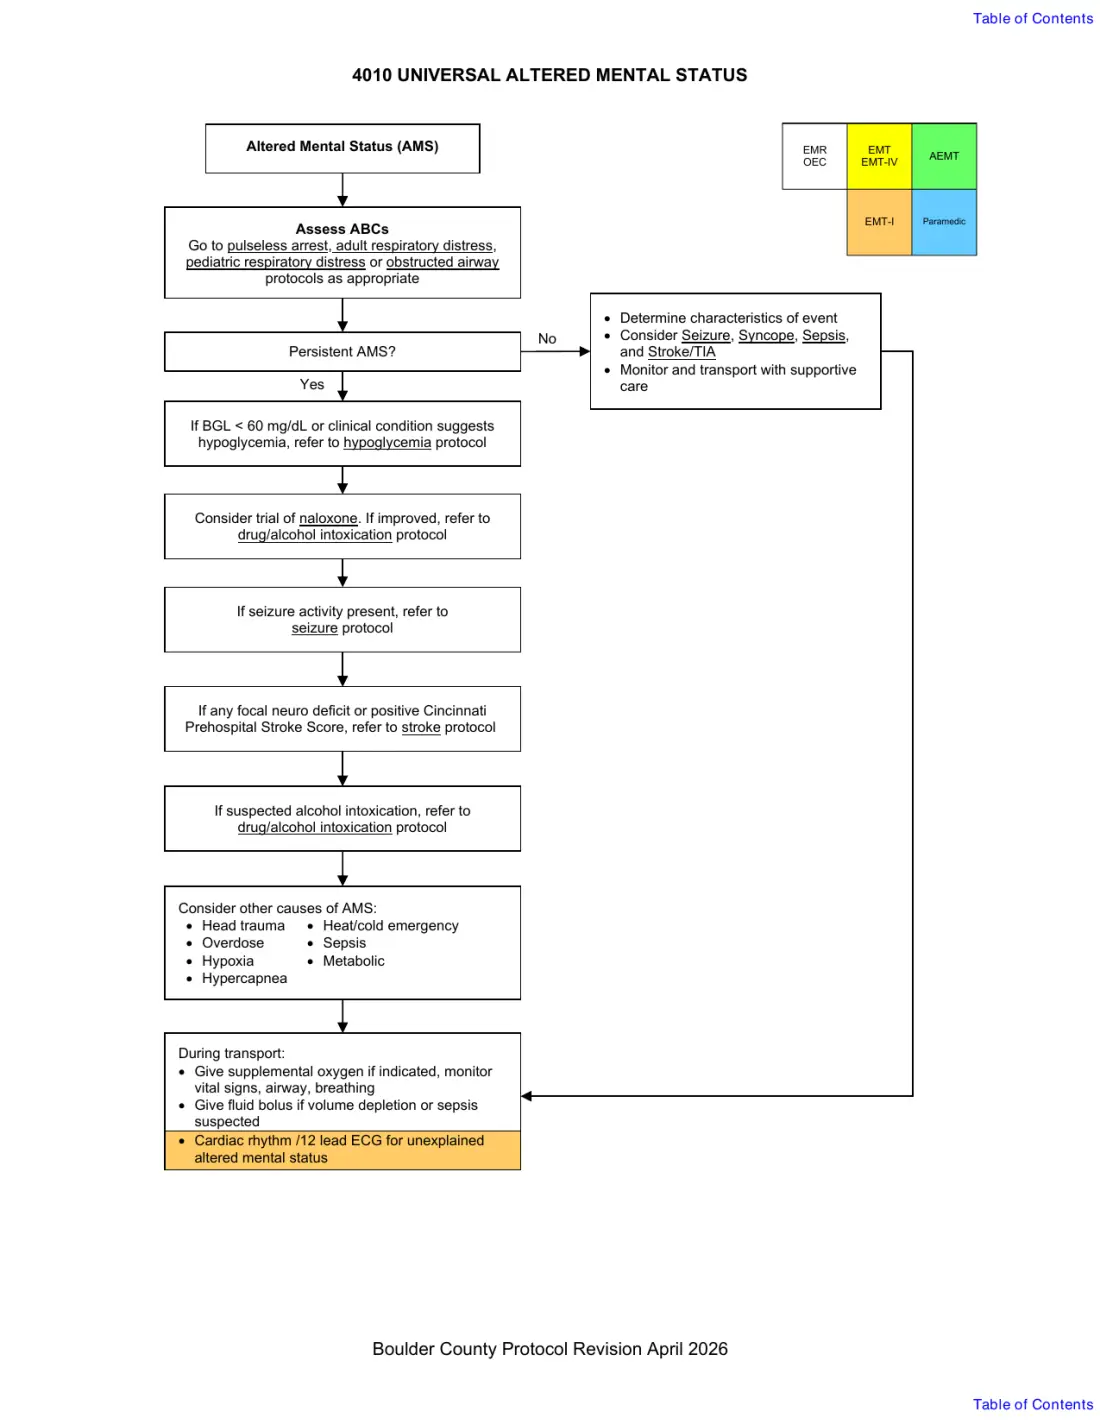 Table of Contents
4010 UNIVERSAL ALTERED MENTAL STATUS
Altered Mental Status (AMS)
EMR
OEC
EMT
EMT-IV
AEMT
EMT-I
Paramedic
Assess ABCs
Go to pulseless arrest, adult respiratory distress,
pediatric respiratory distress or obstructed airway
protocols as appropriate
Persistent AMS?
No
• Determine characteristics of event
• Consider Seizure, Syncope, Sepsis,
and Stroke/TIA
• Monitor and transport with supportive
care
Yes
If BGL < 60 mg/dL or clinical condition suggests
hypoglycemia, refer to hypoglycemia protocol
Consider trial of naloxone. If improved, refer to
drug/alcohol intoxication protocol
If seizure activity present, refer to
seizure protocol
If any focal neuro deficit or positive Cincinnati
Prehospital Stroke Score, refer to stroke protocol
If suspected alcohol intoxication, refer to
drug/alcohol intoxication protocol
Consider other causes of AMS:
• Head trauma
• Overdose
• Hypoxia
• Hypercapnea
• Heat/cold emergency
• Sepsis
• Metabolic
During transport:
• Give supplemental oxygen if indicated, monitor
vital signs, airway, breathing
• Give fluid bolus if volume depletion or sepsis
suspected
• Cardiac rhythm /12 lead ECG for unexplained
altered mental status
Boulder County Protocol Revision April 2026
Table of Contents